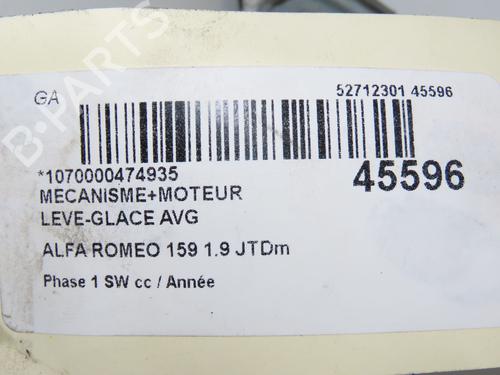 B-PARTS
GA
52712301 45596
*1070000474935
45596
MECANISME+MOTEUR
LEVE-GLACE AVG
ALFA ROMEO 159 1.9 JTDm
Phase 1 SW cc / Année